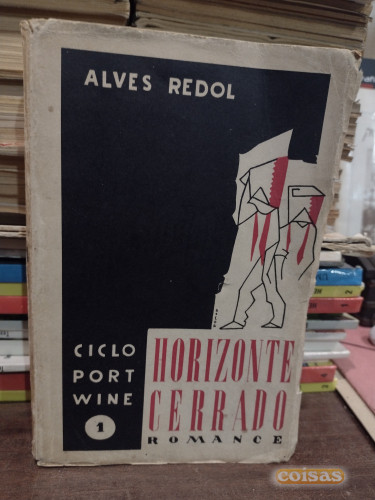 ALVES REDOL
CICLO
PORT
WINE
1
HORIZONTE
CERRADO
ROMANCE
coisas